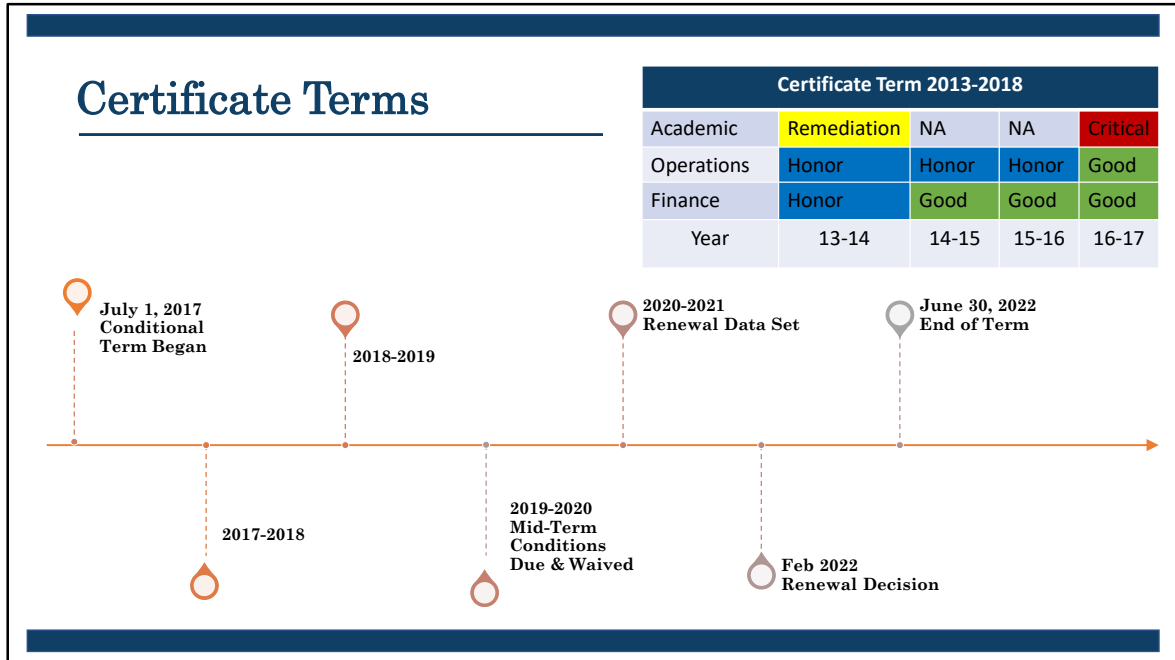 Certificate Terms
Certificate Term 2013-2018
Academic Remediation NA NA Critical
Operations Honor Honor Honor Good
Finance Honor Good Good Good
Year 13-14 14-15 15-16 16-17
July 1, 2017
Conditional
Term Began
2017-2018
2018-2019
2019-2020
Mid-Term
Conditions
Due & Waived
2020-2021
Renewal Data Set
Feb 2022
Renewal Decision
June 30, 2022
End of Term